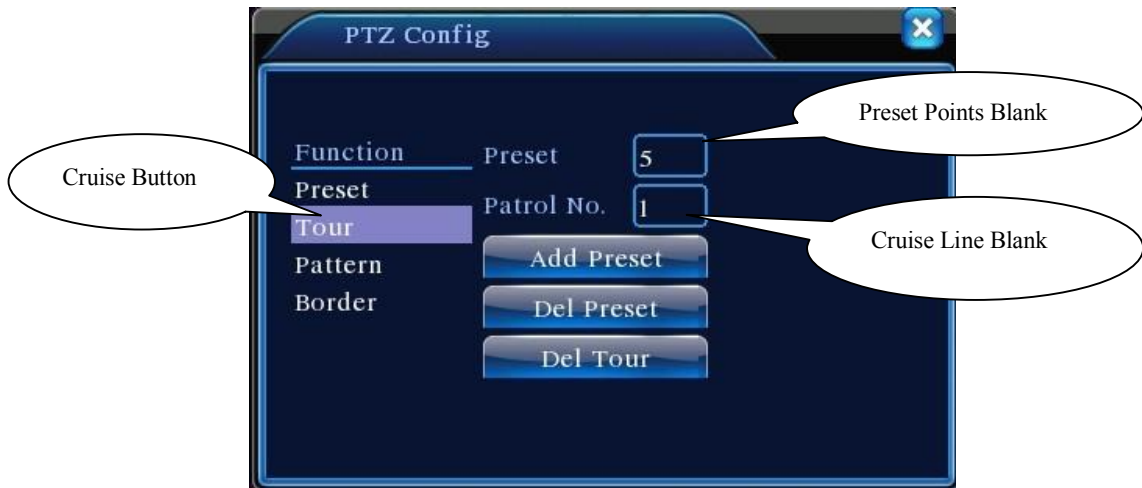 PTZ Config
Preset Points Blank
Function
Preset
5
Cruise Button
Preset
Patrol No.
1
Tour
Cruise Line Blank
Pattern
Add Preset
Border
Del Preset
Del Tour